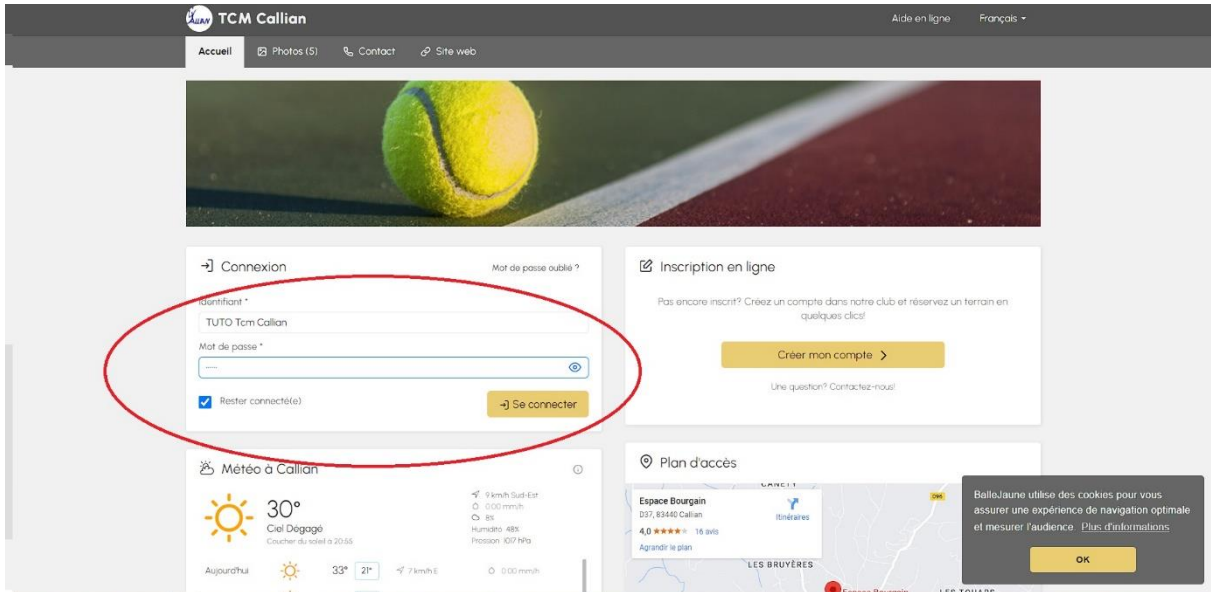 TCM Callian
Aide en ligne
Français
Accueil
Photos (5)
Contact
Site web
Connexion
Mot de passe oublié ?
Identifiant *
TUTO Tcm Callian
Mot de passe *
Rester connecté(e)
Se connecter
Inscription en ligne
Pas encore inscrit? Créez un compte dans notre club et réservez un terrain en
quelques clics!
Créer mon compte
Une question? Contactez-nous!
Météo à Callian
30°
Ciel Dégagé
Coucher du soleil à 20:55
9 km/h Sud-Est
0.00 mm/h
8%
Humidité 48%
Pression 1017 hPa
Aujourd'hui
33° 21°
7 km/h E
0.00 mm/h
Plan d'accès
Espace Bourgain
D37, 83440 Callian
4,0 16 avis
Agrandir le plan
Itinéraires
LES BRUYÈRES
Espace Bourgain
BalleJaune utilise des cookies pour vous
assurer une expérience de navigation optimale
et mesurer l'audience. Plus d'informations
OK